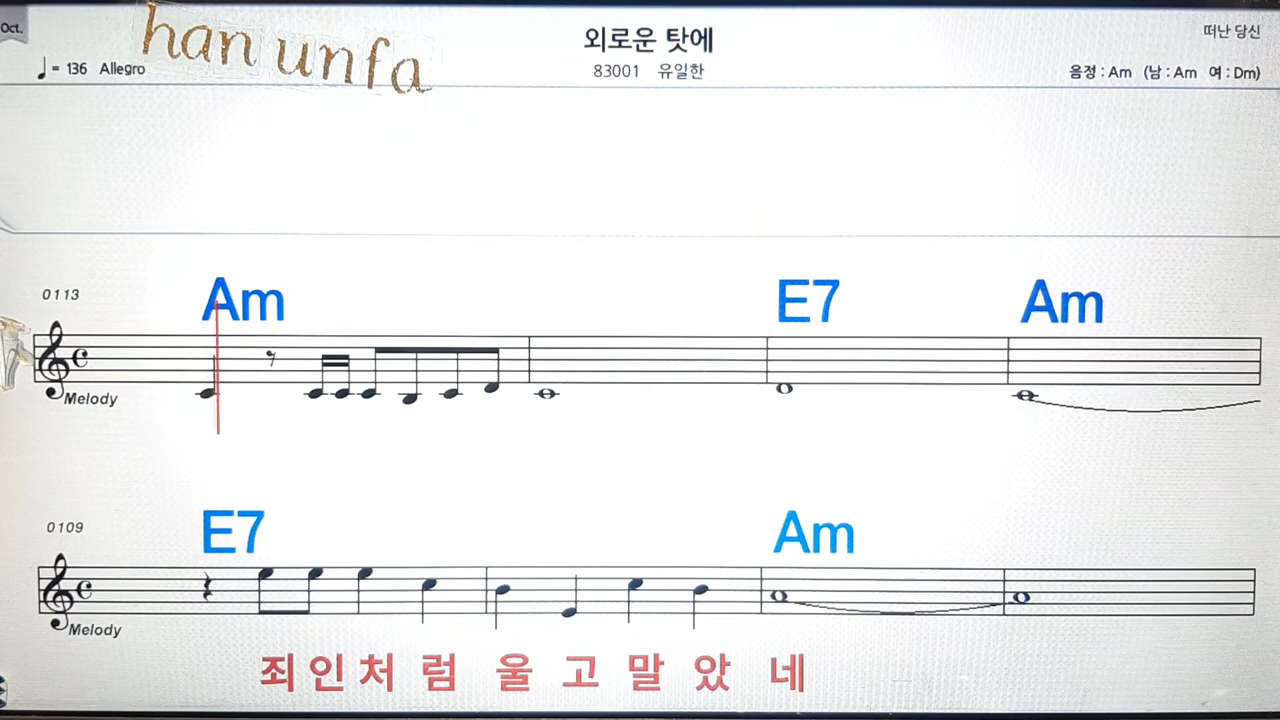 Oct.
han unfa
외로운 탓에
떠난 당신
♩= 136 Allegro
83001 유일한
음정 : Am (남 : Am 여 : Dm)
0113
Am E7 Am
Melody
0109
E7 Am
Melody
죄인처럼 울고말았네